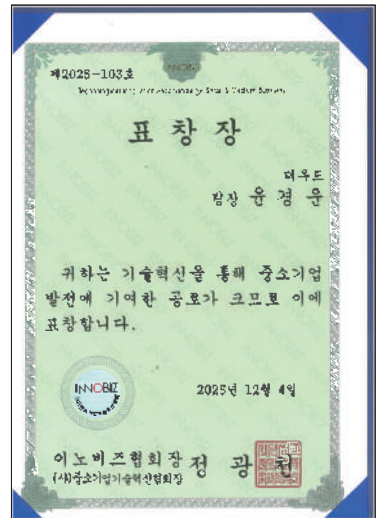 INNOBIZ
제2025-103호
표 창 장
더우드
팀장 윤 경 운
귀하는 기술혁신을 통해 중소기업
발전에 기여한 공로가 크므로 이에
표창합니다.
INNOBIZ
2025년 12월 4일
이노비즈협회장 정 광 천
(사)중소기업기술혁신협회장